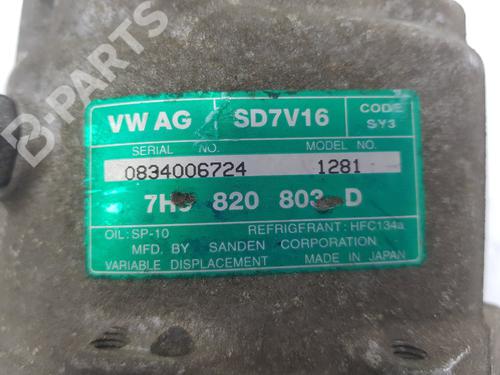 B-PARTS
VW AG SD7V16 CODE
SY3
SERIAL NO. MODEL NO.
0834006724 1281
820 803 D
OIL: SP-10 REFRIGERANT: HFC134a
MFD. BY SANDEN CORPORATION
VARIABLE DISPLACEMENT MADE IN JAPAN